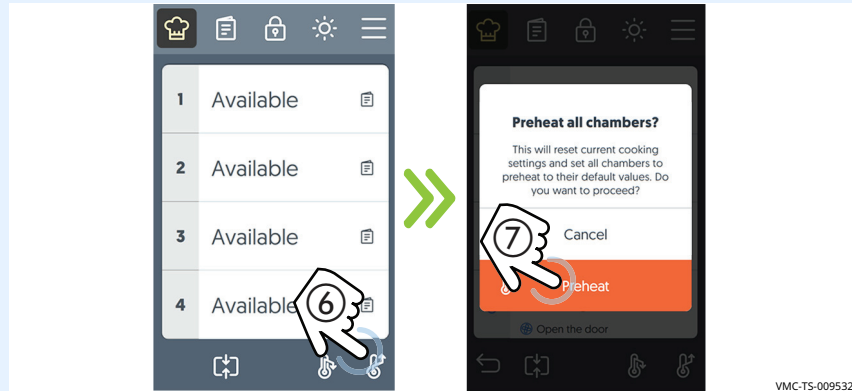 1 Available
2 Available
3 Available
4 Available
6
Preheat all chambers?
This will reset current cooking
settings and set all chambers to
preheat to their default values. Do
you want to proceed?
7
Cancel
Preheat
Open the door
VMC-TS-009532